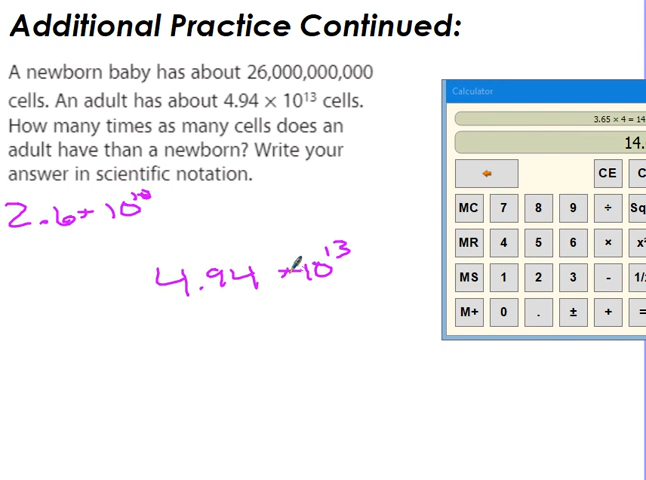 Additional Practice Continued:
A newborn baby has about 26,000,000,000
cells. An adult has about 4.94 × 10¹³ cells.
How many times as many cells does an
adult have than a newborn? Write your
answer in scientific notation.
2.6 × 10¹⁰
4.94 × 10¹³
Calculator
3.65 × 4 = 14
14.
CE C
MC 7 8 9 ÷ Sq
MR 4 5 6 × x²
MS 1 2 3 - 1/
M+ 0 . ± + =